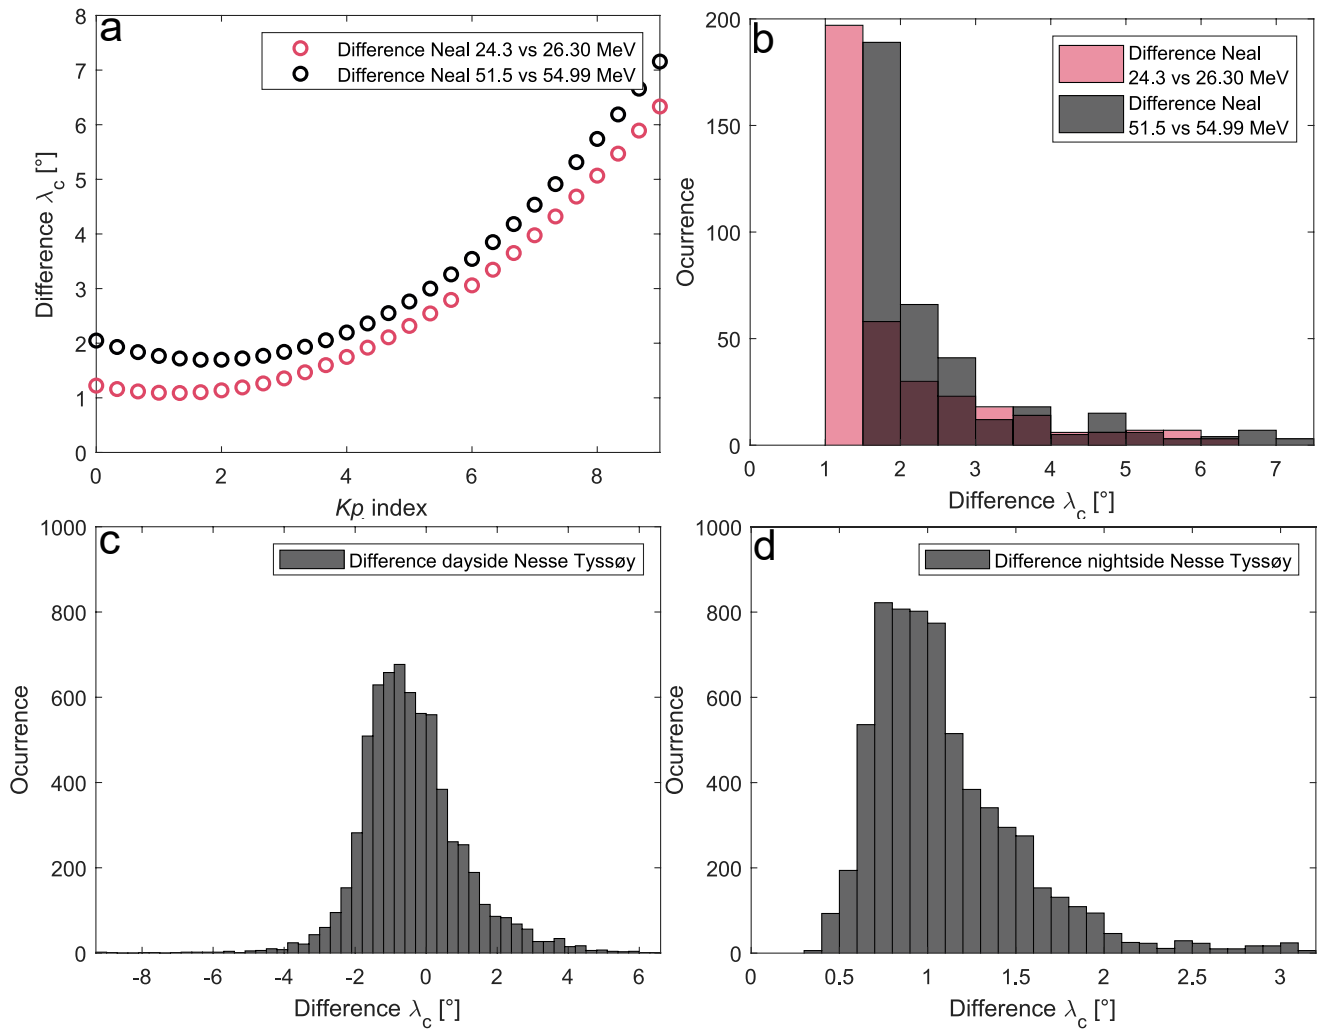 a
8
7
6
5
4
3
2
1
0
Difference λc [°]
Difference Neal 24.3 vs 26.30 MeV
Difference Neal 51.5 vs 54.99 MeV
0 2 4 6 8
Kp index
b
200
150
100
50
0
Ocurrence
Difference Neal
24.3 vs 26.30 MeV
Difference Neal
51.5 vs 54.99 MeV
0 1 2 3 4 5 6 7
Difference λc [°]
c
1000
800
600
400
200
0
Ocurrence
Difference dayside Nesse Tyssøy
-8 -6 -4 -2 0 2 4 6
Difference λc [°]
d
1000
800
600
400
200
0
Ocurrence
Difference nightside Nesse Tyssøy
0 0.5 1 1.5 2 2.5 3
Difference λc [°]